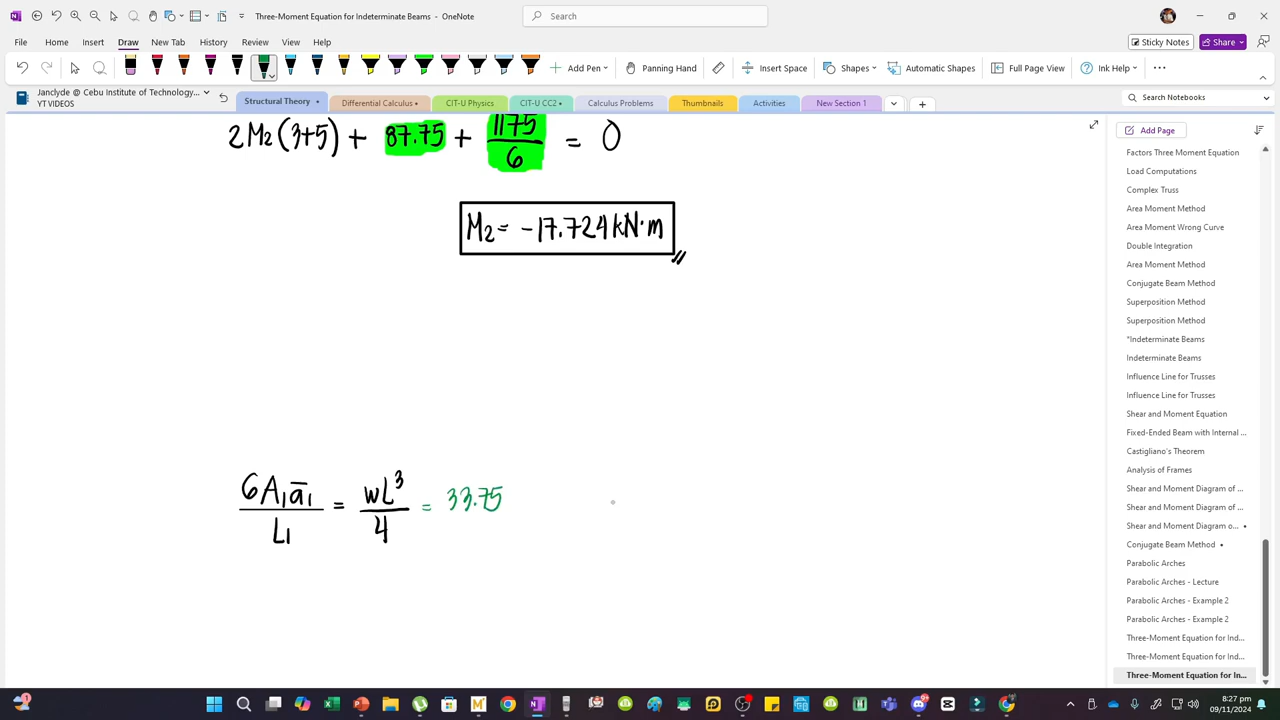 Three-Moment Equation for Indeterminate Beams - OneNote
Search
File Home Insert Draw New Tab History Review View Help
Sticky Notes Share
Add Pen Panning Hand Insert Space Shapes Automatic Shapes Full Page View Ink Help
Janclyde @ Cebu Institute of Technology...
YT VIDEOS
Structural Theory Differential Calculus CIT-U Physics CIT-U CC2 Calculus Problems Thumbnails Activities New Section 1
Search Notebooks
Add Page
2M₂(3+5) + 87.75 + 1175/6 = 0
M₂ = -17.724 kN·m
6A₁a̅₁/L₁ = wL³/4 = 33.75
Factors Three Moment Equation
Load Computations
Complex Truss
Area Moment Method
Area Moment Wrong Curve
Double Integration
Area Moment Method
Conjugate Beam Method
Superposition Method
Superposition Method
*Indeterminate Beams
Indeterminate Beams
Influence Line for Trusses
Influence Line for Trusses
Shear and Moment Equation
Fixed-Ended Beam with Internal ...
Castigliano's Theorem
Analysis of Frames
Shear and Moment Diagram of ...
Shear and Moment Diagram of ...
Shear and Moment Diagram o...
Conjugate Beam Method
Parabolic Arches
Parabolic Arches - Lecture
Parabolic Arches - Example 2
Parabolic Arches - Example 2
Three-Moment Equation for Ind...
Three-Moment Equation for Ind...
Three-Moment Equation for In...
8:27 pm
09/11/2024